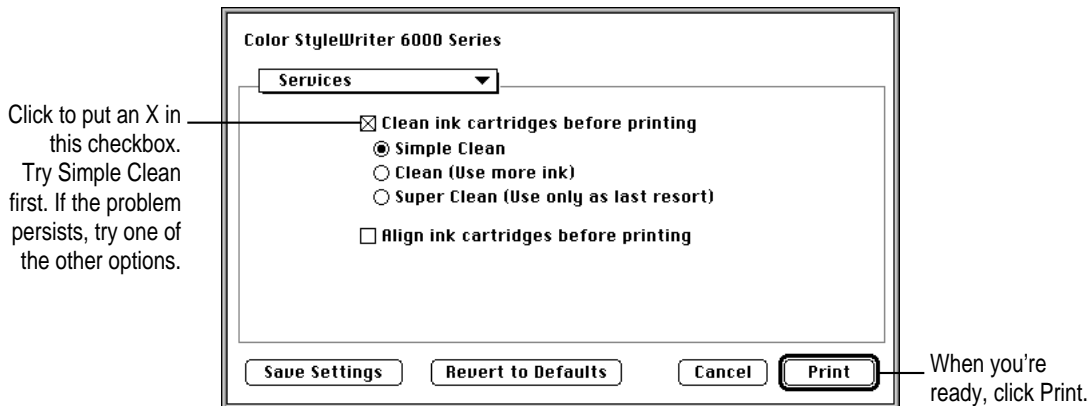 Color StyleWriter 6000 Series
Services
Click to put an X in
this checkbox.
Try Simple Clean
first. If the problem
persists, try one of
the other options.
Clean ink cartridges before printing
Simple Clean
Clean (Use more ink)
Super Clean (Use only as last resort)
Align ink cartridges before printing
Save Settings
Revert to Defaults
Cancel
Print
When you're
ready, click Print.